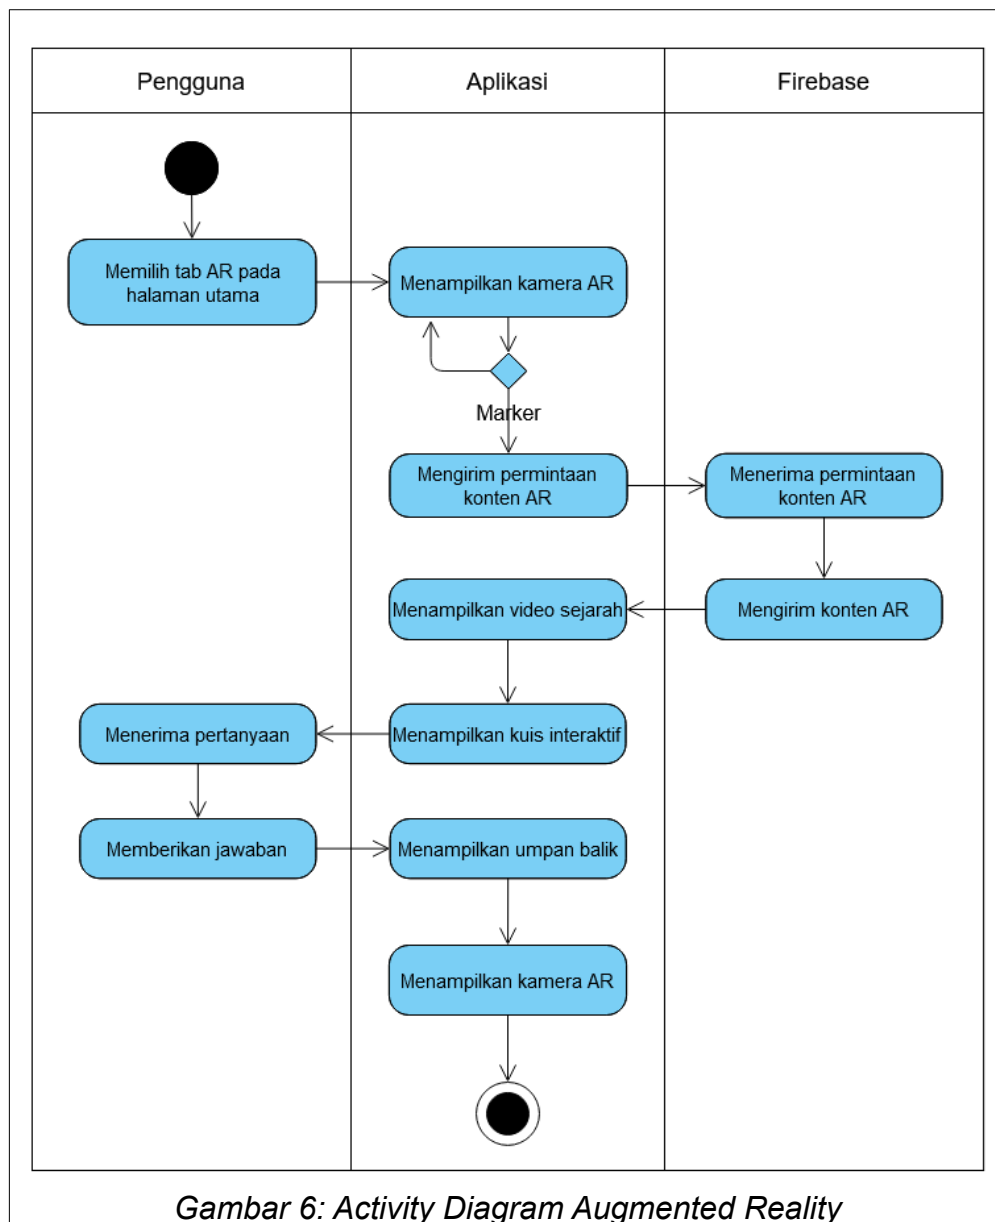 Pengguna
Aplikasi
Firebase
Memilih tab AR pada
halaman utama
Menampilkan kamera AR
Marker
Mengirim permintaan
konten AR
Menerima permintaan
konten AR
Menampilkan video sejarah
Mengirim konten AR
Menerima pertanyaan
Menampilkan kuis interaktif
Memberikan jawaban
Menampilkan umpan balik
Menampilkan kamera AR
Gambar 6: Activity Diagram Augmented Reality